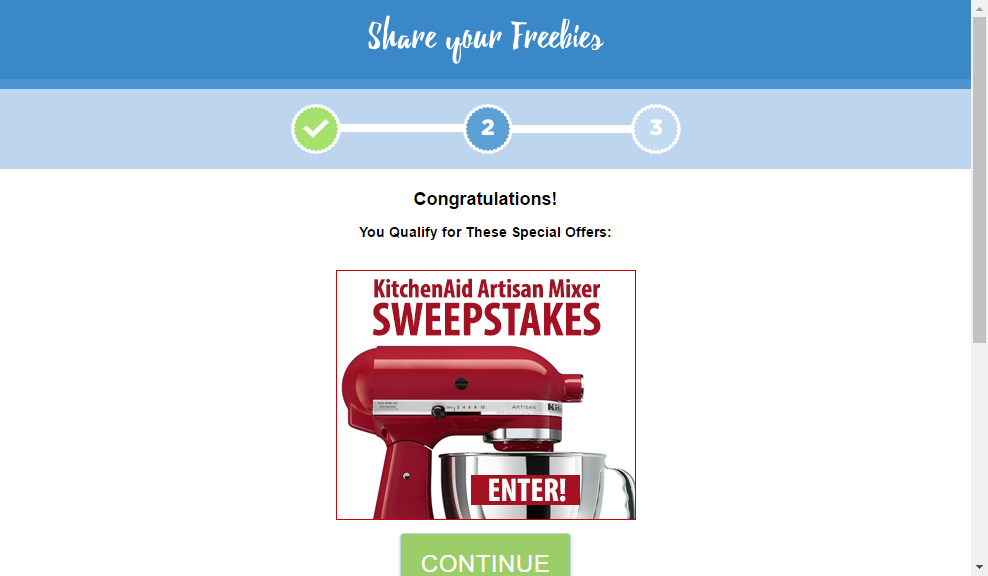 Share your Freebies
2
3
Congratulations!
You Qualify for These Special Offers:
KitchenAid Artisan Mixer
SWEEPSTAKES
2 4 6 8 10
ARTISAN
ENTER!
CONTINUE